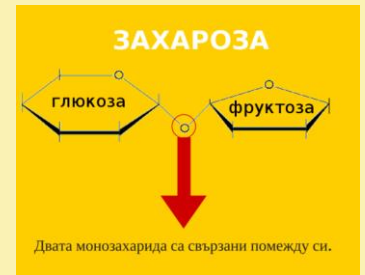 ЗАХАРОЗА
O
O
глюкоза
фруктоза
O
Двата монозахарида са свързани помежду си.